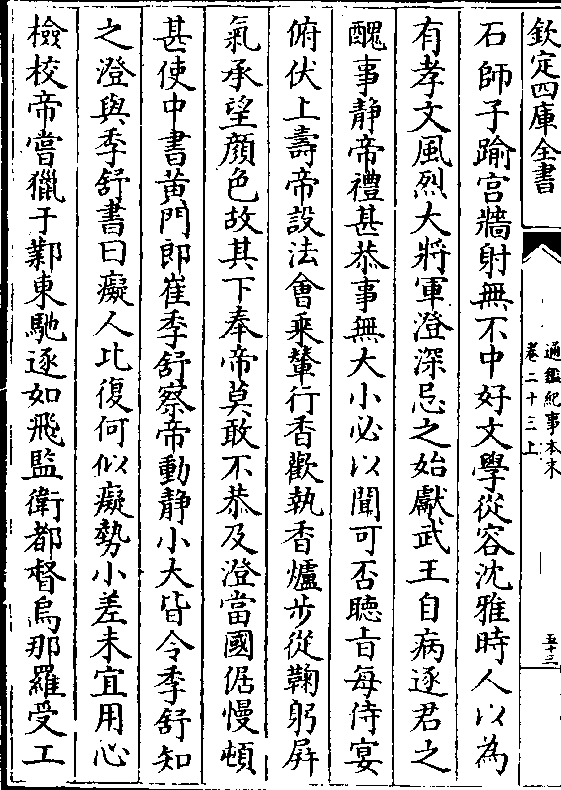 欽定四庫全書
通鑑紀事本末
卷二十三上
五十三
石師子踰宫牆射無不中好文學從容沈雅時人以為
有孝文風烈大將軍澄深忌之始獻武王自病逐君之
醜事静帝禮甚恭事無大小必以聞可否聽㫖每侍宴
俯伏上壽帝設法會乘輦行香歡執香爐步從鞠躬屏
氣承望顔色故其下奉帝莫敢不恭及澄當國倨慢頓
甚使中書黄門郎崔季舒察帝動静小大皆令季舒知
之澄與季舒書曰癡人比復何似癡勢小差未宜用心
檢校帝嘗獵于鄴東馳逐如飛監衛都督烏那羅受工